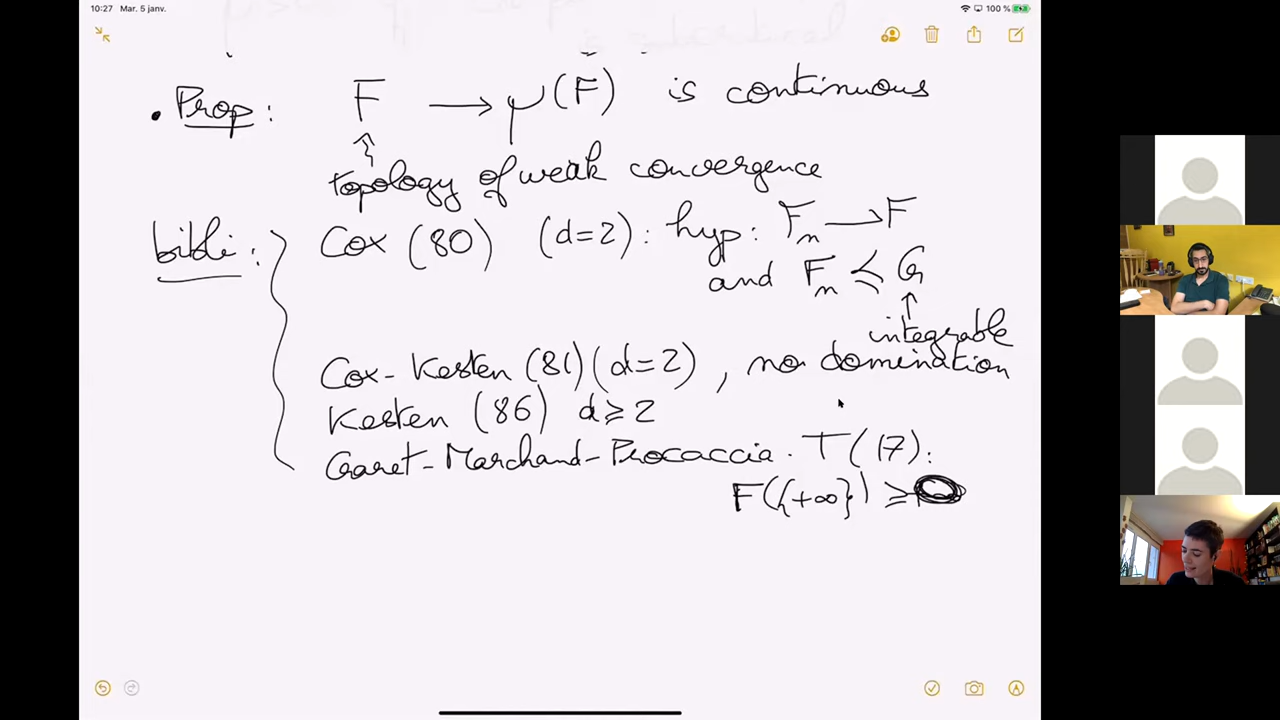 10:27 Mar. 5 janv. 100 %
• Prop : F → μ(F) is continuous
topology of weak convergence
bibli : Cox (80) (d=2) : hyp : Fn → F
and Fn ≼ G
↑
integrable
Cox-Kesten (81) (d=2) , no domination
Kesten (86) d ≥ 2
Garet-Marchand-Procaccia. T (17) :
F({+∞}) ≥